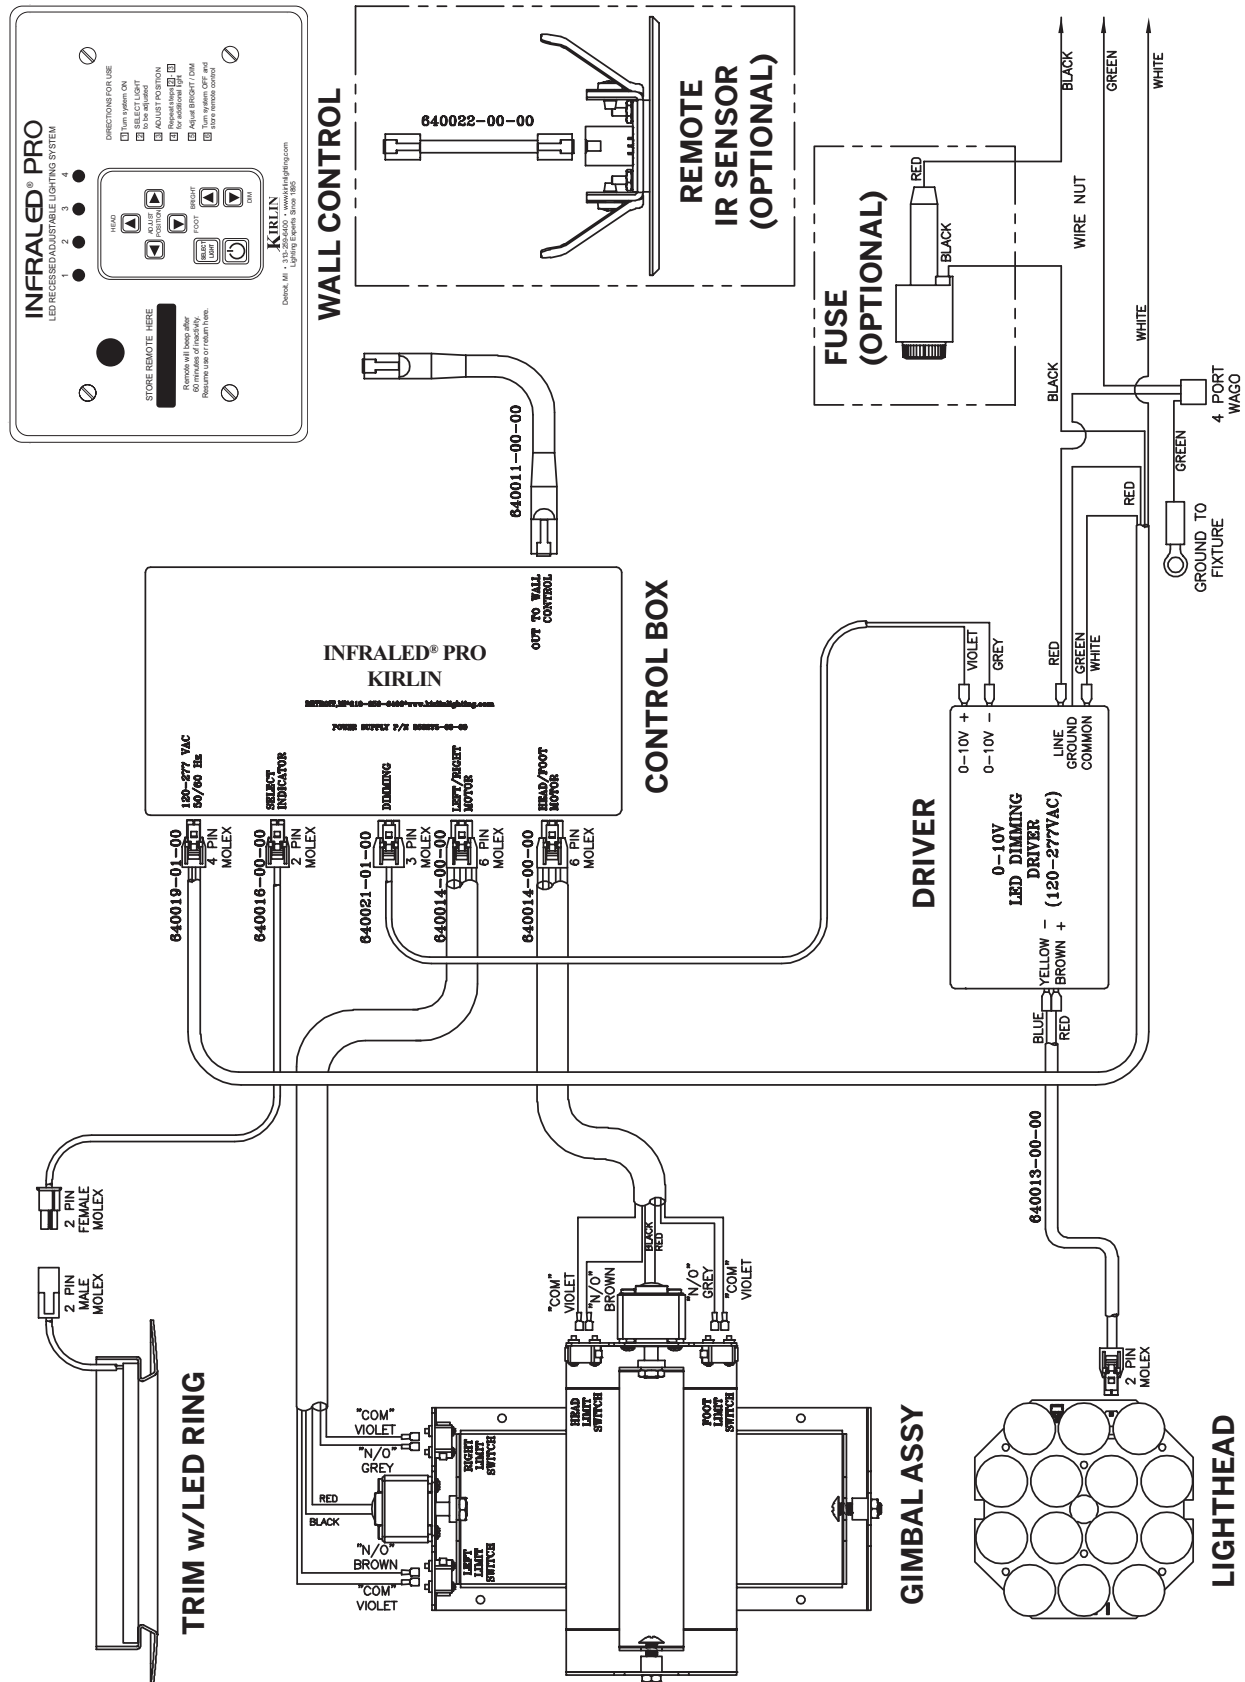 INFRALED® PRO
LED RECESSED ADJUSTABLE LIGHTING SYSTEM
1 2 3 4
STORE REMOTE HERE
Remote will beep after
60 minutes of inactivity.
Resume use or return here.
HEAD
ADJUST
POSITION
FOOT
SELECT
LIGHT
BRIGHT
DIM
DIRECTIONS FOR USE
1 Turn system ON
2 SELECT LIGHT
to be adjusted
3 ADJUST POSITION
4 Repeat steps 2 - 3
for additional light
5 Adjust BRIGHT / DIM
6 Turn system OFF and
store remote control
KIRLIN
Detroit, MI • 313-259-6400 • www.kirlinlighting.com
Lighting Experts Since 1895
WALL CONTROL
640022-00-00
REMOTE
IR SENSOR
(OPTIONAL)
FUSE
(OPTIONAL)
RED
BLACK
BLACK
GREEN
WHITE
WIRE NUT
BLACK
WHITE
4 PORT
WAGO
GREEN
RED
GROUND TO
FIXTURE
640011-00-00
OUT TO WALL
CONTROL
INFRALED® PRO
KIRLIN
POWER SUPPLY P/N
120-277 VAC
50/60 Hz
SELECT
INDICATOR
DIMMING
LEFT/RIGHT
MOTOR
HEAD/FOOT
MOTOR
CONTROL BOX
640019-01-00
4 PIN
MOLEX
640016-00-00
2 PIN
MOLEX
640021-01-00
3 PIN
MOLEX
640014-00-00
6 PIN
MOLEX
640014-00-00
6 PIN
MOLEX
VIOLET
GREY
RED
GREEN
WHITE
0-10V +
0-10V -
LINE
GROUND
COMMON
DRIVER
0-10V
LED DIMMING
DRIVER
(120-277VAC)
YELLOW -
BROWN +
BLUE
RED
640013-00-00
2 PIN
MOLEX
LIGHTHEAD
2 PIN
FEMALE
MOLEX
2 PIN
MALE
MOLEX
TRIM w/LED RING
"COM"
VIOLET
"N/O"
GREY
RED
BLACK
"N/O"
BROWN
"COM"
VIOLET
RIGHT
LIMIT
SWITCH
LEFT
LIMIT
SWITCH
"COM"
VIOLET
"N/O"
BROWN
BLACK
RED
"N/O"
GREY
"COM"
VIOLET
HEAD
LIMIT
SWITCH
FOOT
LIMIT
SWITCH
GIMBAL ASSY